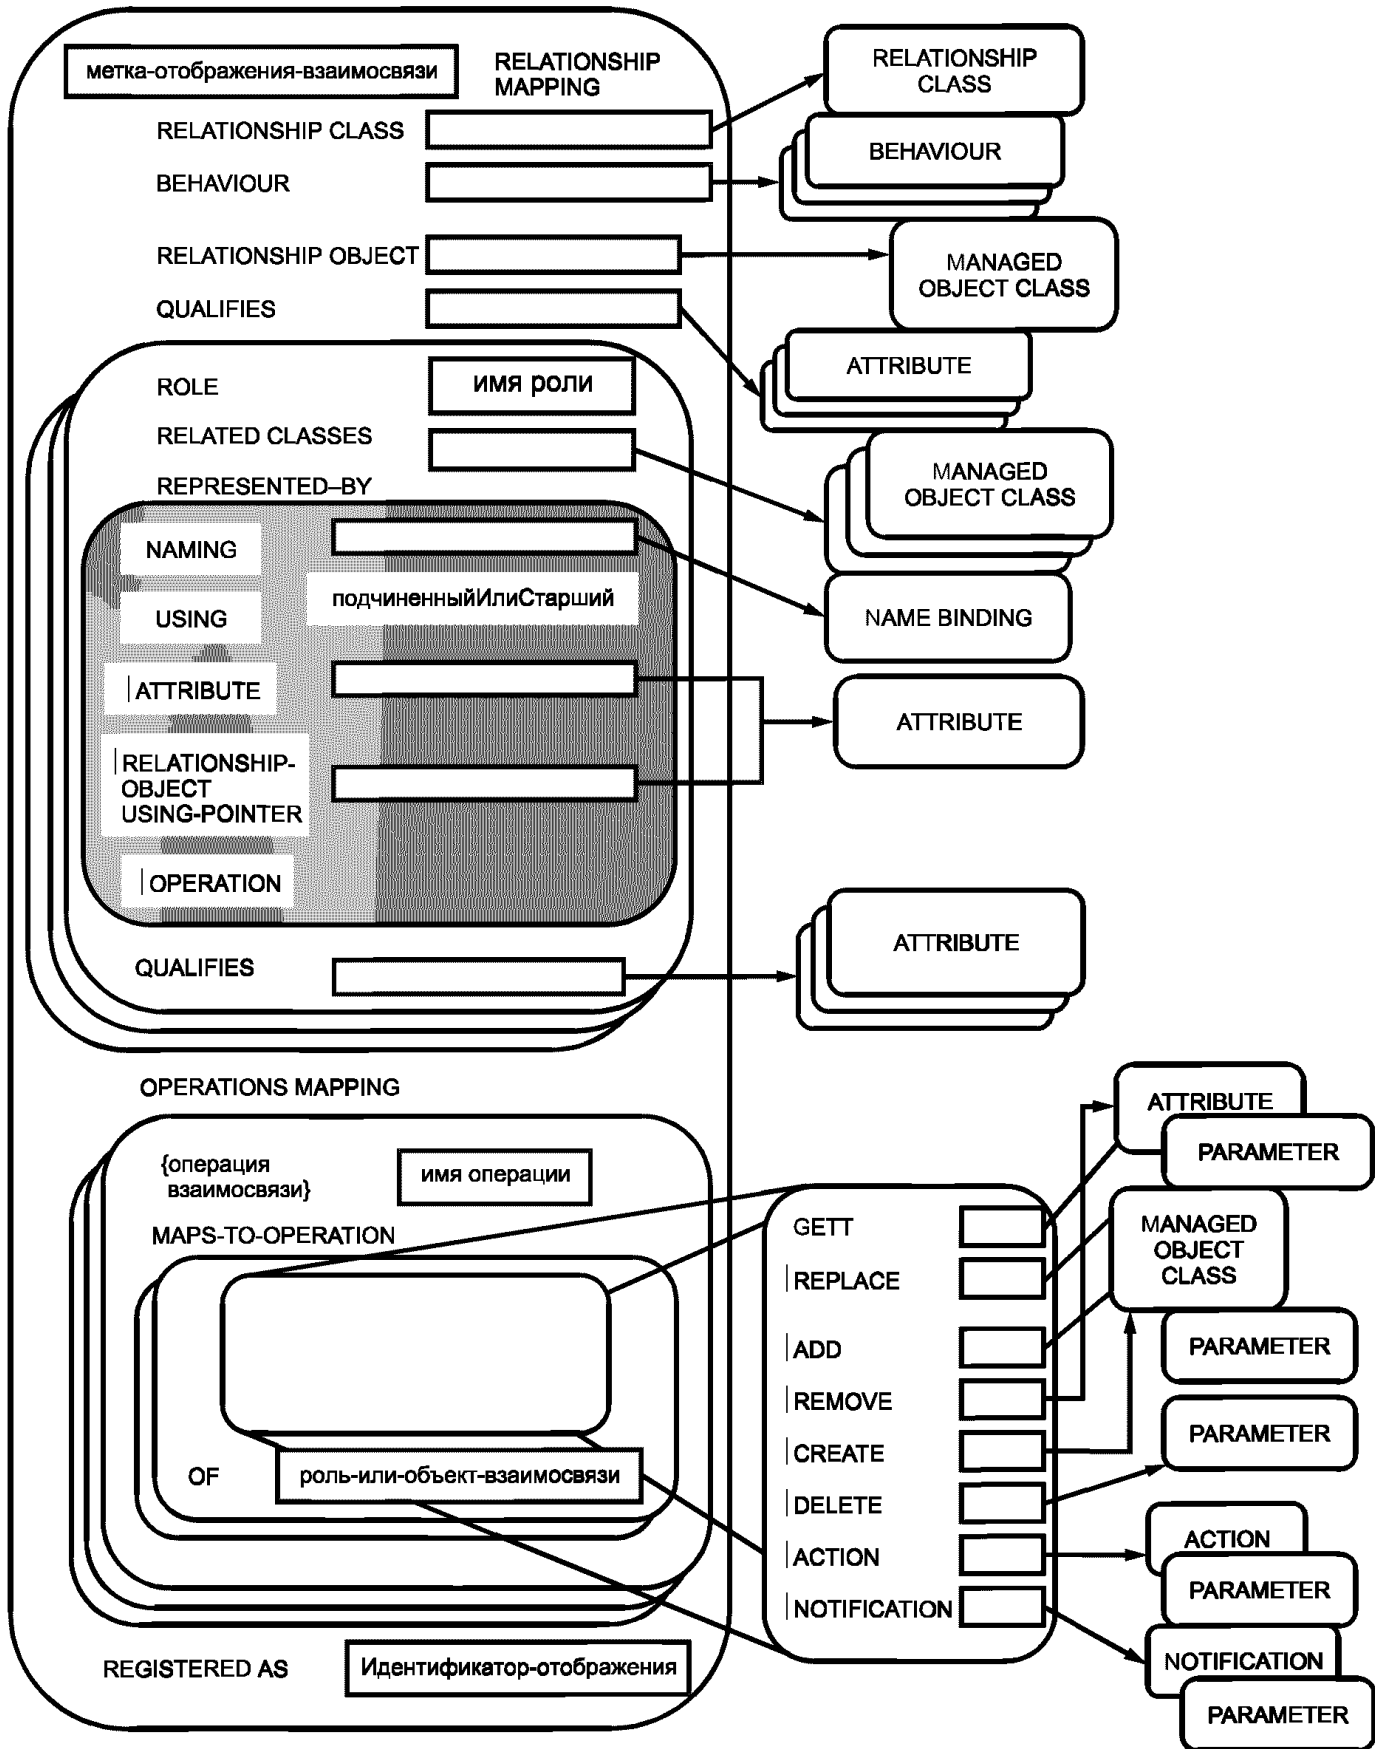 метка-отображения-взаимосвязи
RELATIONSHIP
MAPPING
RELATIONSHIP
CLASS
RELATIONSHIP CLASS
BEHAVIOUR
BEHAVIOUR
RELATIONSHIP OBJECT
MANAGED
OBJECT CLASS
QUALIFIES
ATTRIBUTE
ROLE
имя роли
RELATED CLASSES
MANAGED
OBJECT CLASS
REPRESENTED–BY
NAMING
подчиненныйИлиСтарший
USING
NAME BINDING
|ATTRIBUTE
ATTRIBUTE
|RELATIONSHIP-
OBJECT
USING-POINTER
|OPERATION
QUALIFIES
ATTRIBUTE
OPERATIONS MAPPING
{операция
взаимосвязи}
имя операции
MAPS-TO-OPERATION
OF
роль-или-объект-взаимосвязи
GETT
|REPLACE
|ADD
|REMOVE
|CREATE
|DELETE
|ACTION
|NOTIFICATION
ATTRIBUTE
PARAMETER
MANAGED
OBJECT
CLASS
PARAMETER
PARAMETER
ACTION
PARAMETER
NOTIFICATION
PARAMETER
REGISTERED AS
Идентификатор-отображения